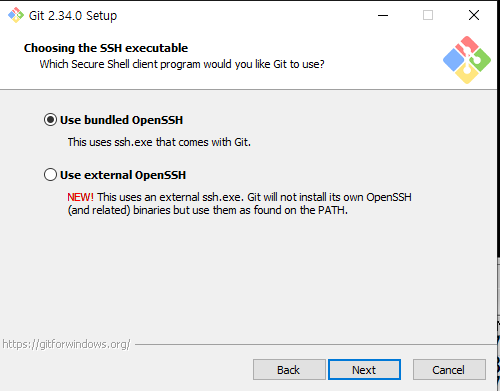 Git 2.34.0 Setup
Choosing the SSH executable
Which Secure Shell client program would you like Git to use?
Use bundled OpenSSH
This uses ssh.exe that comes with Git.
Use external OpenSSH
NEW! This uses an external ssh.exe. Git will not install its own OpenSSH
(and related) binaries but use them as found on the PATH.
https://gitforwindows.org/
Back Next Cancel